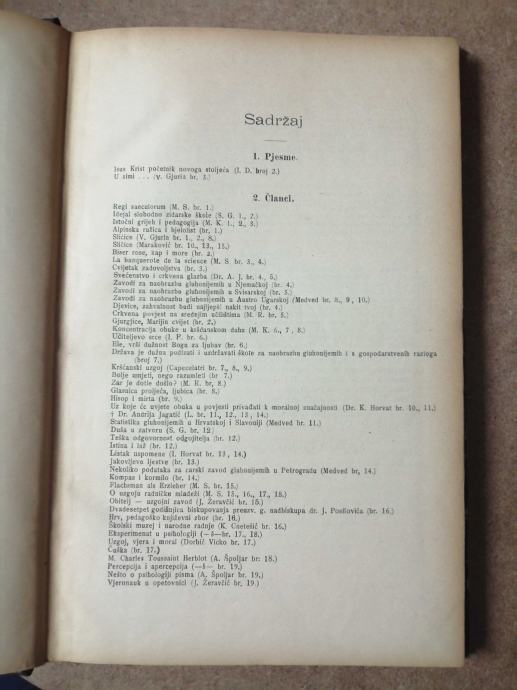 Sadržaj
1. Pjesme.
Isus Krist početnik novoga stoljeća (I. D. broj 2.)
U zimi . . . (V. Gjuria br. 3.)
2. Članci.
Regi saeculorum (M. S. br. 1.)
Idejal slobodno zidarske škole (S. G. 1., 2.)
Istočni grijeh i pedagogija (M. K. 1., 2., 3.)
Alpinska ružica i bjelolist (br, 1.)
Sličice (V. Gjurin br. 1., 2., 8.)
Sličice (Maraković br. 10., 13., 15.)
Biser rose, kap i more (br. 2.)
La banquerote de la science (M. S. br. 3., 4.)
Cvijetak zadovoljstva (br. 3.)
Svećenstvo i crkvena glazba (Dr. A. J. br. 4., 5.)
Zavodi za naobrazbu gluhonijemih u Njemačkoj (br. 4.)
Zavodi za naobrazbu gluhonijemih u Svicarskoj (br. 5.)
Zavodi za naobrazbu gluhonijemih u Austro Ugarskoj (Medved br. 8., 9 , 10.)
Djevice, zahvalnost budi najljepši nakit tvoj (br. 4.)
Crkvena povjest na srednjim učilištima (M. R. br. 5.)
Gjurgjice, Marijin cvijet (br. 2.)
Koncentracija obuke u kršćanskom duhu (M. K. 6., 7 , 8.)
Učiteljevo srce (I. P. br. 6.)
Eile, vrši dužnost Boga za ljubav (br. 6.)
Država je dužna podizati i uzdržavati škole za naobrazbu gluhonijemih i s gospodarstvenih razloga
(broj 7.)
Kršćanski uzgoj (Capecelatri br. 7., 8., 9.)
Bolje umjeti, nego razumjeti (br 7.)
Zar je dotle došlo? (M. R. br, 8.)
Glasnica proljeća, ljubica (br. 8.)
Hisop i mirta (br. 9.)
Uz koje će uvjete obuka u povjesti privađati k moralnoj značajnosti (Dr. K. Horvat br. 10., 11.)
† Dr. Andrija Jagatić (L. br. 11., 12., 13., 14.)
Statistika gluhonijemih u Hrvatskoj i Slavoniji (Medved br. 11.)
Duša u zatvoru (S. G. br. 12.)
Teška odgovornost odgojitelja (br. 12.)
Istina i laž (br. 12.)
Listak uspomene (I. Horvat br. 13 , 14.)
Jakovljeva ljestve (br. 13.)
Nekoliko podataka za carski zavod gluhonijemih u Petrogradu (Medved br, 14.)
Kompas i kormilo (br. 14.)
Flachsman als Erzieher (M. S. br. 15.)
O uzgoju radničke mladeži (M. S. 15., 16., 17., 18.)
Obitelj — uzgojni zavod (J. Žeravčić br. 15.)
Dvadesetpet godišnjica biskupovanja preuzv. g. nadbiskupa dr. J. Posilovića (br. 16.)
Hrv, pedagoško književni zbor (br. 16.)
Školski muzej i narodne radnje (K. Cnetešić br. 16.)
Eksperimenat u psihologiji (—š—br. 17., 18.)
Uzgoj, vjera i moral (Dorbić Vicko br. 17.)
Čaška (br. 17.)
M. Charles Toussaint Herblot (A. Špoljar br: 18.)
Percepcija i apercepcija (—š— br. 19.)
Nešto o psihologiji pisma (A. Špoljar br. 19.)
Vjeronauk u opetovnici (J. Žeravčić br, 19.)